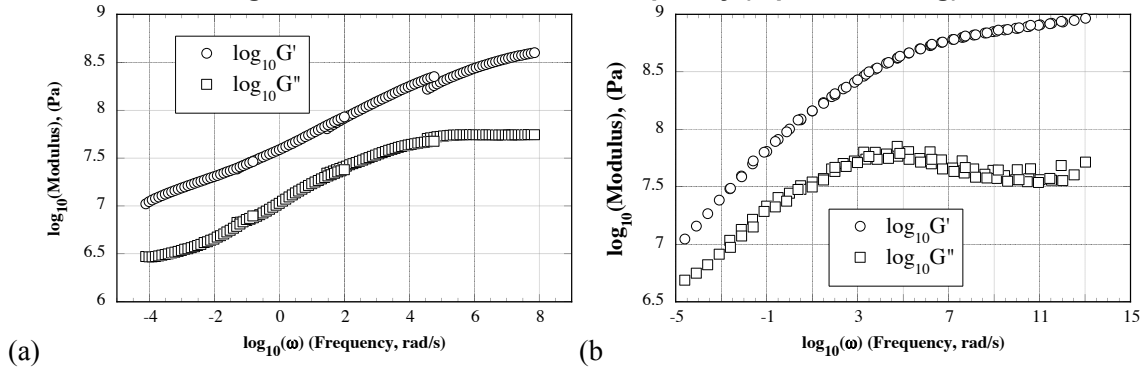 9
8.5
8
7.5
7
6.5
6
log₁₀(Modulus), (Pa)
log₁₀G'
log₁₀G"
-4 -2 0 2 4 6 8
log₁₀(ω) (Frequency, rad/s)
(a)
9
8.5
8
7.5
7
6.5
log₁₀(Modulus), (Pa)
log₁₀G'
log₁₀G"
-5 -1 3 7 11 15
log₁₀(ω) (Frequency, rad/s)
(b